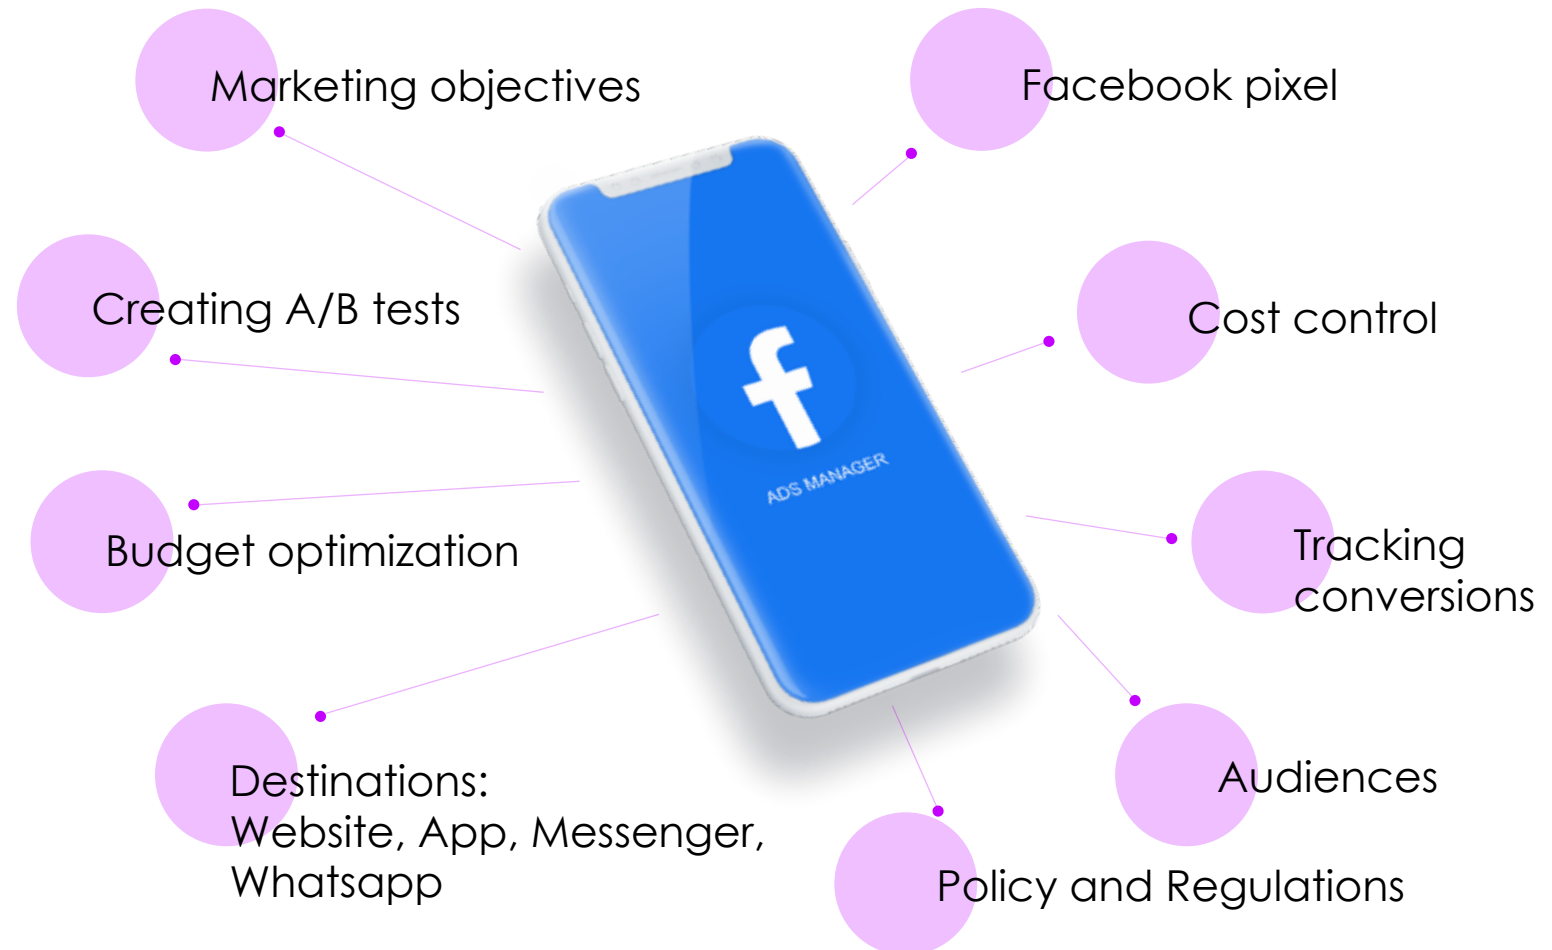 Marketing objectives
Facebook pixel
Creating A/B tests
Cost control
f
ADS MANAGER
Budget optimization
Tracking
conversions
Destinations:
Website, App, Messenger,
Whatsapp
Audiences
Policy and Regulations